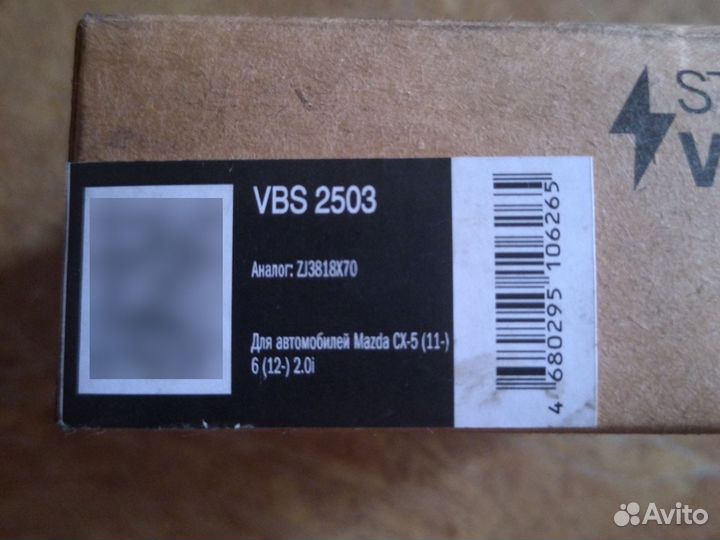 VBS 2503
Аналог: ZJ3818X70
Для автомобилей Mazda CX-5 (11-)
6 (12-) 2.0i
4 680295 106265
Avito